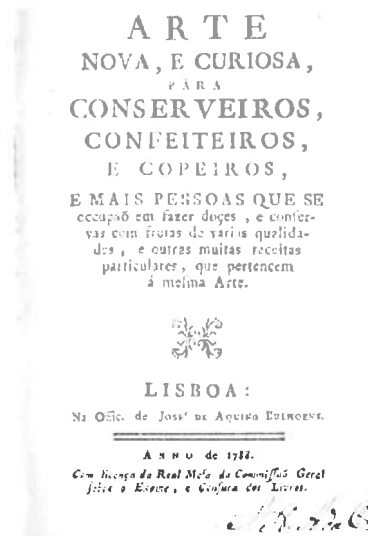 ARTE
NOVA, E CURIOSA,
PARA
CONSERVEIROS,
CONFEITEIROS,
E COPEIROS,
E MAIS PESSOAS QUE SE
occupaõ em fazer doçes, e conser-
vas com frutas de varias qualida-
des, e outras muitas receitas
particulares, que pertencem
á mesma Arte.
LISBOA:
Na Offic. de JOSÉ DE AQUINO BULHOENS.
ANNO de 1788.
Com licença da Real Mesa da Commissaõ Geral
sobre o Exame, e Censura dos Livros.